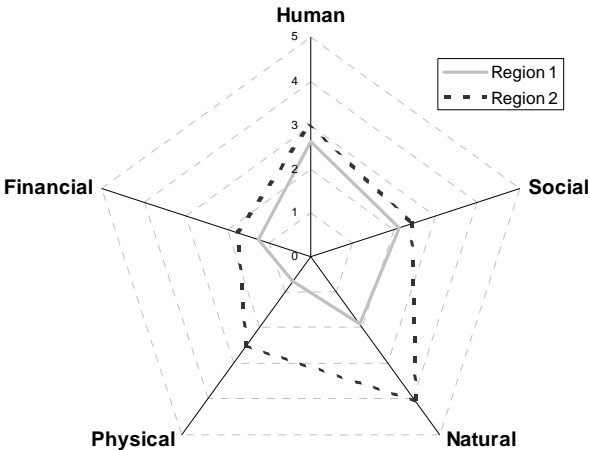 Human
5
4
3
2
1
0
Region 1
Region 2
Financial
Social
Physical
Natural